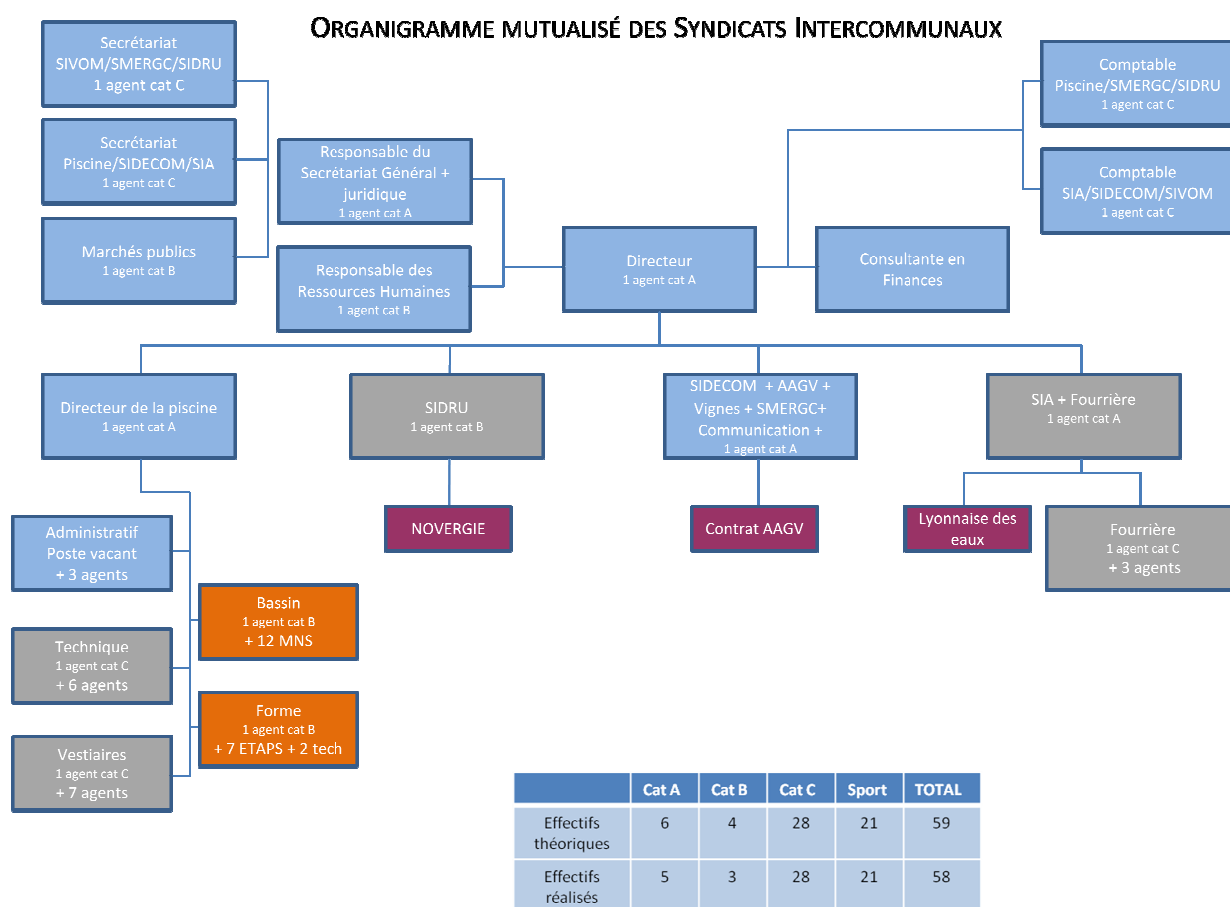 ORGANIGRAMME MUTUALISÉ DES SYNDICATS INTERCOMMUNAUX
Secrétariat
SIVOM/SMERGC/SIDRU
1 agent cat C
Secrétariat
Piscine/SIDECOM/SIA
1 agent cat C
Marchés publics
1 agent cat B
Responsable du
Secrétariat Général +
juridique
1 agent cat A
Responsable des
Ressources Humaines
1 agent cat B
Directeur
1 agent cat A
Consultante en
Finances
Comptable
Piscine/SMERGC/SIDRU
1 agent cat C
Comptable
SIA/SIDECOM/SIVOM
1 agent cat C
Directeur de la piscine
1 agent cat A
SIDRU
1 agent cat B
SIDECOM + AAGV +
Vignes + SMERGC+
Communication +
1 agent cat A
SIA + Fourrière
1 agent cat A
NOVERGIE
Contrat AAGV
Lyonnaise des
eaux
Fourrière
1 agent cat C
+ 3 agents
Administratif
Poste vacant
+ 3 agents
Bassin
1 agent cat B
+ 12 MNS
Technique
1 agent cat C
+ 6 agents
Forme
1 agent cat B
+ 7 ETAPS + 2 tech
Vestiaires
1 agent cat C
+ 7 agents
Cat A Cat B Cat C Sport TOTAL
Effectifs
théoriques 6 4 28 21 59
Effectifs
réalisés 5 3 28 21 58